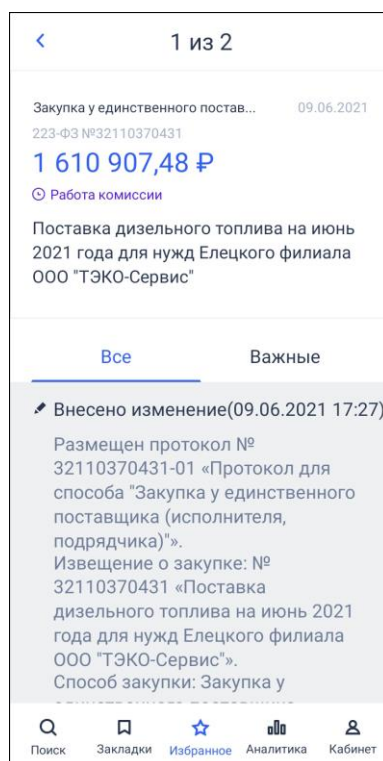 1 из 2
Закупка у единственного постав... 09.06.2021
223-ФЗ №32110370431
1 610 907,48 ₽
Работа комиссии
Поставка дизельного топлива на июнь
2021 года для нужд Елецкого филиала
ООО "ТЭКО-Сервис"
Все Важные
Внесено изменение(09.06.2021 17:27)
Размещен протокол №
32110370431-01 «Протокол для
способа "Закупка у единственного
поставщика (исполнителя,
подрядчика)"».
Извещение о закупке: №
32110370431 «Поставка
дизельного топлива на июнь 2021
года для нужд Елецкого филиала
ООО "ТЭКО-Сервис"».
Способ закупки: Закупка у
Поиск Закладки Избранное Аналитика Кабинет